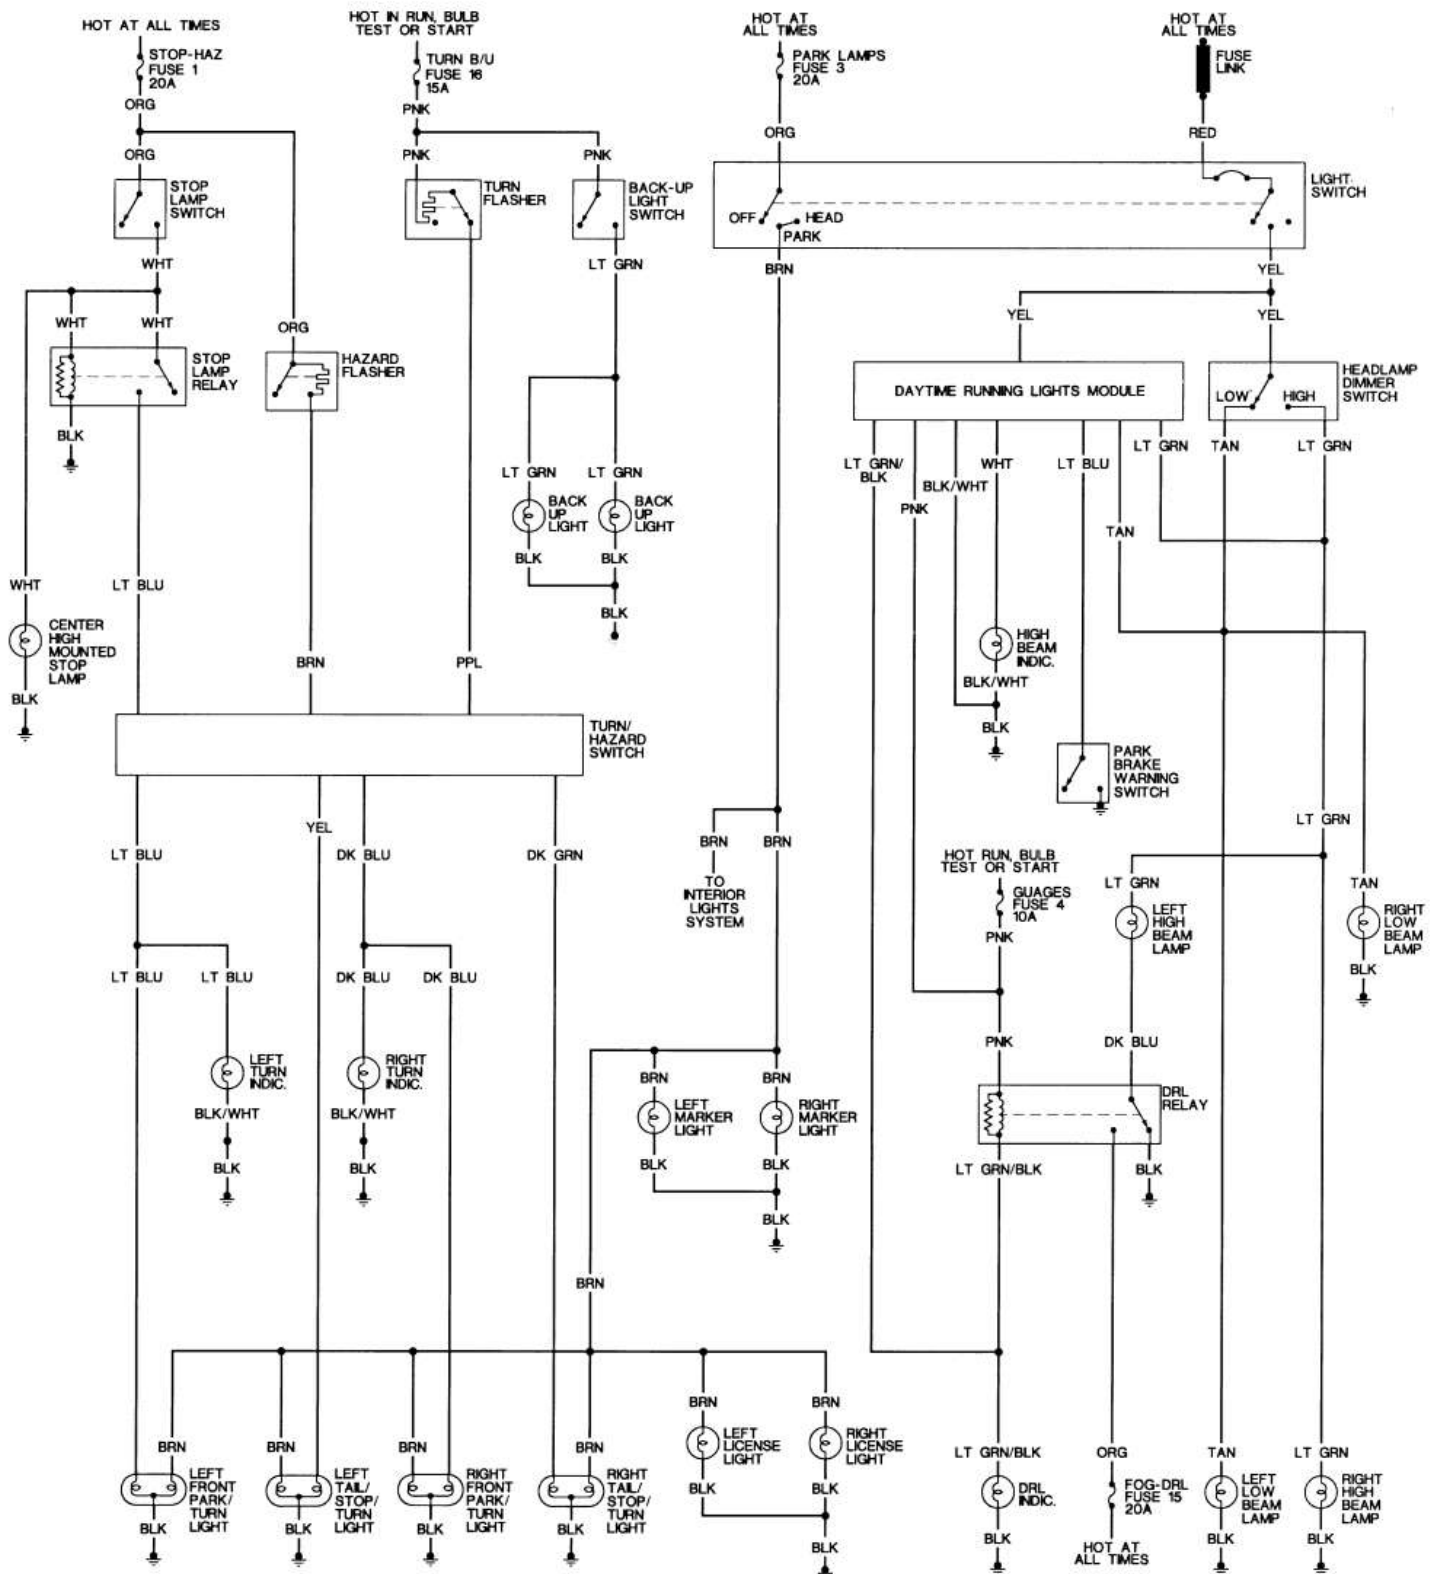 HOT AT ALL TIMES
HOT IN RUN, BULB
TEST OR START
HOT AT
ALL TIMES
HOT AT
ALL TIMES
STOP-HAZ
FUSE 1
20A
TURN B/U
FUSE 16
15A
PARK LAMPS
FUSE 3
20A
FUSE
LINK
ORG
PNK
ORG
RED
ORG
PNK
PNK
STOP
LAMP
SWITCH
TURN
FLASHER
BACK-UP
LIGHT
SWITCH
LIGHT
SWITCH
OFF
HEAD
PARK
WHT
LT GRN
BRN
YEL
WHT
WHT
ORG
YEL
YEL
STOP
LAMP
RELAY
HAZARD
FLASHER
DAYTIME RUNNING LIGHTS MODULE
LOW
HIGH
HEADLAMP
DIMMER
SWITCH
BLK
LT GRN
LT GRN
LT GRN/
BLK
PNK
BLK/WHT
WHT
LT BLU
TAN
LT GRN
TAN
LT GRN
BACK
UP
LIGHT
BACK
UP
LIGHT
BLK
BLK
BLK
WHT
LT BLU
CENTER
HIGH
MOUNTED
STOP
LAMP
BLK
BRN
PPL
HIGH
BEAM
INDIC.
BLK/WHT
BLK
TURN/
HAZARD
SWITCH
PARK
BRAKE
WARNING
SWITCH
YEL
LT BLU
DK BLU
DK GRN
BRN
BRN
TO
INTERIOR
LIGHTS
SYSTEM
LT GRN
HOT RUN, BULB
TEST OR START
GUAGES
FUSE 4
10A
PNK
LT GRN
LEFT
HIGH
BEAM
LAMP
TAN
RIGHT
LOW
BEAM
LAMP
BLK
LT BLU
LT BLU
DK BLU
DK BLU
LEFT
TURN
INDIC.
RIGHT
TURN
INDIC.
BLK/WHT
BLK/WHT
BLK
BLK
BRN
BRN
LEFT
MARKER
LIGHT
RIGHT
MARKER
LIGHT
BLK
BLK
BLK
PNK
DK BLU
DRL
RELAY
LT GRN/BLK
BLK
BRN
BRN
BRN
BRN
BRN
BRN
BRN
LEFT
FRONT
PARK/
TURN
LIGHT
LEFT
TAIL/
STOP/
TURN
LIGHT
RIGHT
FRONT
PARK/
TURN
LIGHT
RIGHT
TAIL/
STOP/
TURN
LIGHT
LEFT
LICENSE
LIGHT
RIGHT
LICENSE
LIGHT
BLK
BLK
BLK
BLK
BLK
BLK
BLK
LT GRN/BLK
ORG
TAN
LT GRN
DRL
INDIC.
FOG-DRL
FUSE 15
20A
LEFT
LOW
BEAM
LAMP
RIGHT
HIGH
BEAM
LAMP
BLK
HOT AT
ALL TIMES
BLK
BLK